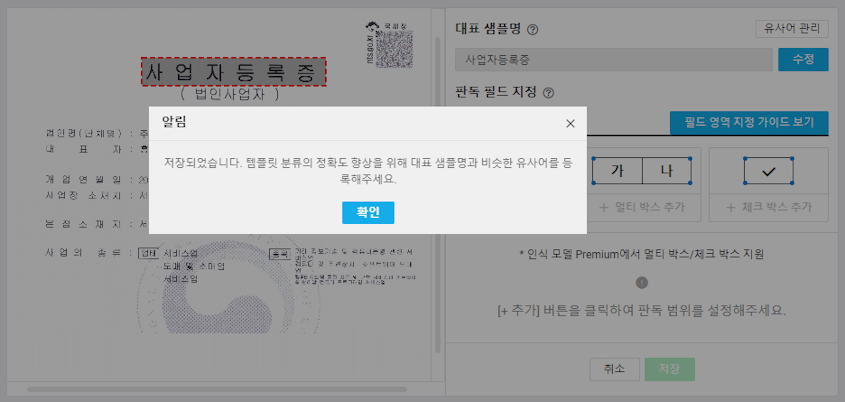 국세청
nts.go.kr
사업자등록증
( 법인사업자 )
법인명(단체명) : 주
대 표 자 : 홍
개 업 연 월 일 : 20
사업장 소재지 : 서
본 점 소 재 지 : 서
사 업 의 종 류 : 업태 서비스업 종목
도매 및 소매업
서비스업
대표 샘플명
유사어 관리
사업자등록증
수정
판독 필드 지정
필드 영역 지정 가이드 보기
가 나
+ 멀티 박스 추가
+ 체크 박스 추가
* 인식 모델 Premium에서 멀티 박스/체크 박스 지원
[+ 추가] 버튼을 클릭하여 판독 범위를 설정해주세요.
취소
저장
알림
저장되었습니다. 템플릿 분류의 정확도 향상을 위해 대표 샘플명과 비슷한 유사어를 등
록해주세요.
확인